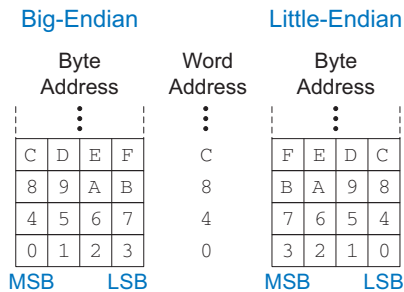 Big-Endian Little-Endian
Byte Address Word Address Byte Address
C D E F C F E D C
8 9 A B 8 B A 9 8
4 5 6 7 4 7 6 5 4
0 1 2 3 0 3 2 1 0
MSB LSB MSB LSB